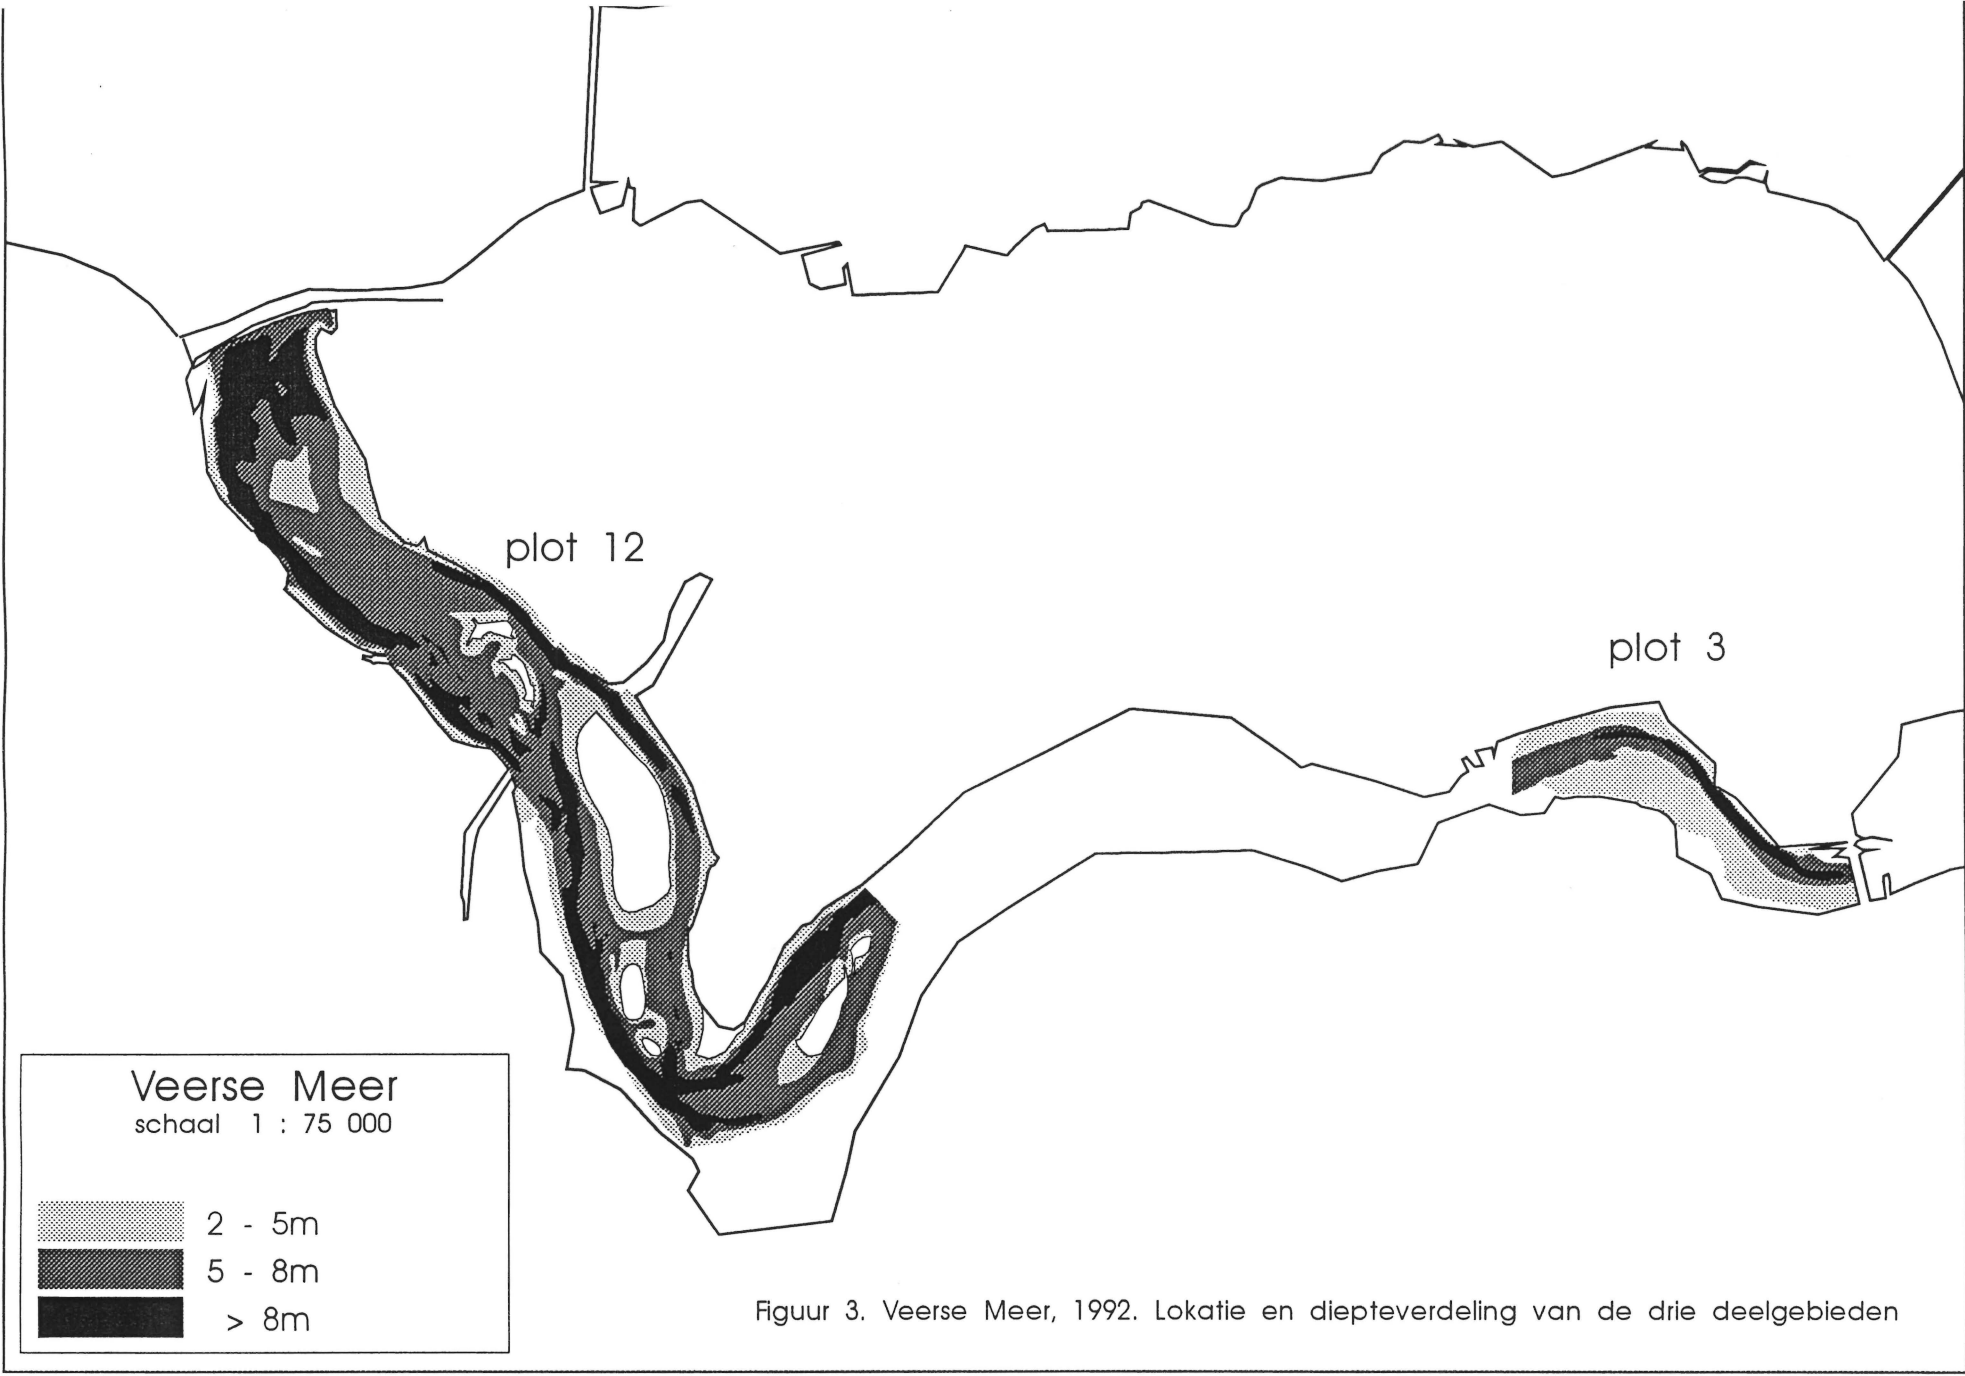 plot 12
plot 3
Veerse Meer
schaal 1 : 75 000
2 - 5m
5 - 8m
> 8m
Figuur 3. Veerse Meer, 1992. Lokatie en diepteverdeling van de drie deelgebieden